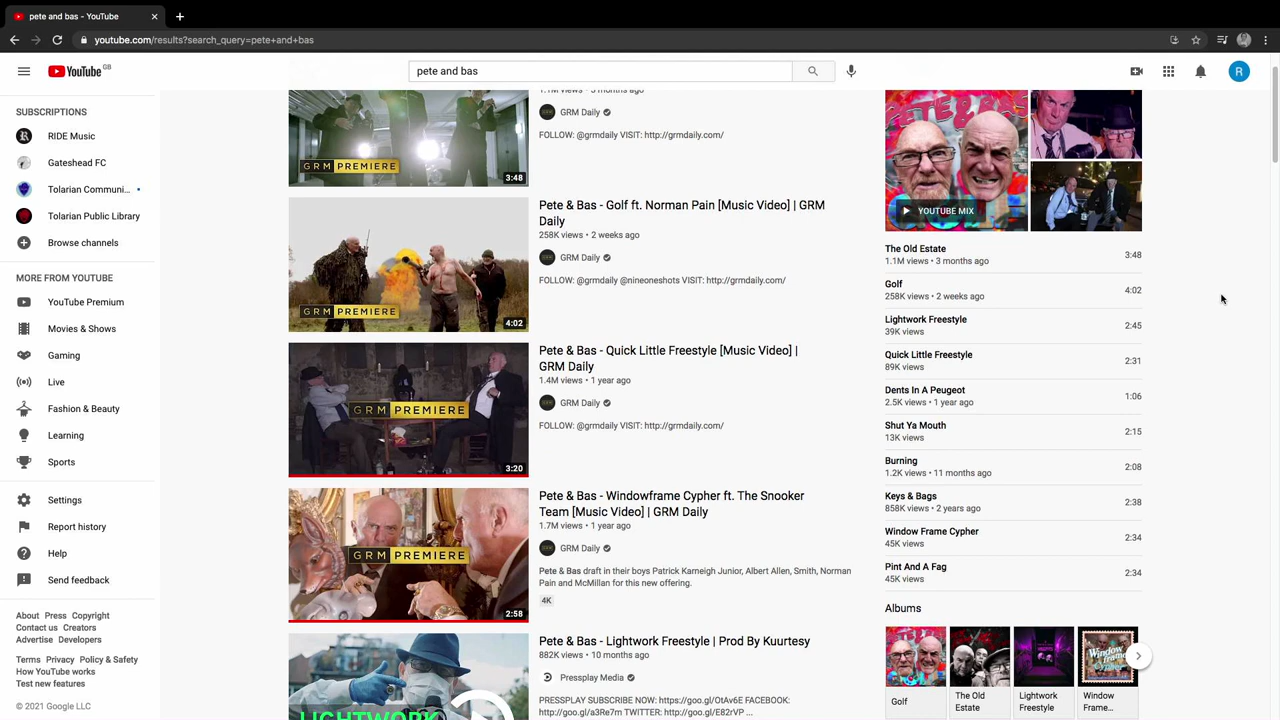 pete and bas - YouTube
youtube.com/results?search_query=pete+and+bas
YouTube GB
pete and bas
R
SUBSCRIPTIONS
RIDE Music
Gateshead FC
Tolarian Communi...
Tolarian Public Library
Browse channels
MORE FROM YOUTUBE
YouTube Premium
Movies & Shows
Gaming
Live
Fashion & Beauty
Learning
Sports
Settings
Report history
Help
Send feedback
About Press Copyright
Contact us Creators
Advertise Developers
Terms Privacy Policy & Safety
How YouTube works
Test new features
© 2021 Google LLC
GRM PREMIERE
3:48
1.1M views • 3 months ago
GRM Daily
FOLLOW: @grmdaily VISIT: http://grmdaily.com/
GRM PREMIERE
4:02
Pete & Bas - Golf ft. Norman Pain [Music Video] | GRM
Daily
258K views • 2 weeks ago
GRM Daily
FOLLOW: @grmdaily @nineoneshots VISIT: http://grmdaily.com/
GRM PREMIERE
3:20
Pete & Bas - Quick Little Freestyle [Music Video] |
GRM Daily
1.4M views • 1 year ago
GRM Daily
FOLLOW: @grmdaily VISIT: http://grmdaily.com/
GRM PREMIERE
2:58
Pete & Bas - Windowframe Cypher ft. The Snooker
Team [Music Video] | GRM Daily
1.7M views • 1 year ago
GRM Daily
Pete & Bas draft in their boys Patrick Karneigh Junior, Albert Allen, Smith, Norman
Pain and McMillan for this new offering.
4K
LIGHTWORK
Pete & Bas - Lightwork Freestyle | Prod By Kuurtesy
882K views • 10 months ago
Pressplay Media
PRESSPLAY SUBSCRIBE NOW: https://goo.gl/Otav6E FACEBOOK:
http://goo.gl/a3Re7m TWITTER: http://goo.gl/E82rVP ...
PETE & BAS
YOUTUBE MIX
The Old Estate
1.1M views • 3 months ago
3:48
Golf
258K views • 2 weeks ago
4:02
Lightwork Freestyle
39K views
2:45
Quick Little Freestyle
89K views
2:31
Dents In A Peugeot
2.5K views • 1 year ago
1:06
Shut Ya Mouth
13K views
2:15
Burning
1.2K views • 11 months ago
2:08
Keys & Bags
858K views • 2 years ago
2:38
Window Frame Cypher
45K views
2:34
Pint And A Fag
45K views
2:34
Albums
Window
frame
Golf
The Old
Estate
Lightwork
Freestyle
Window
Frame...